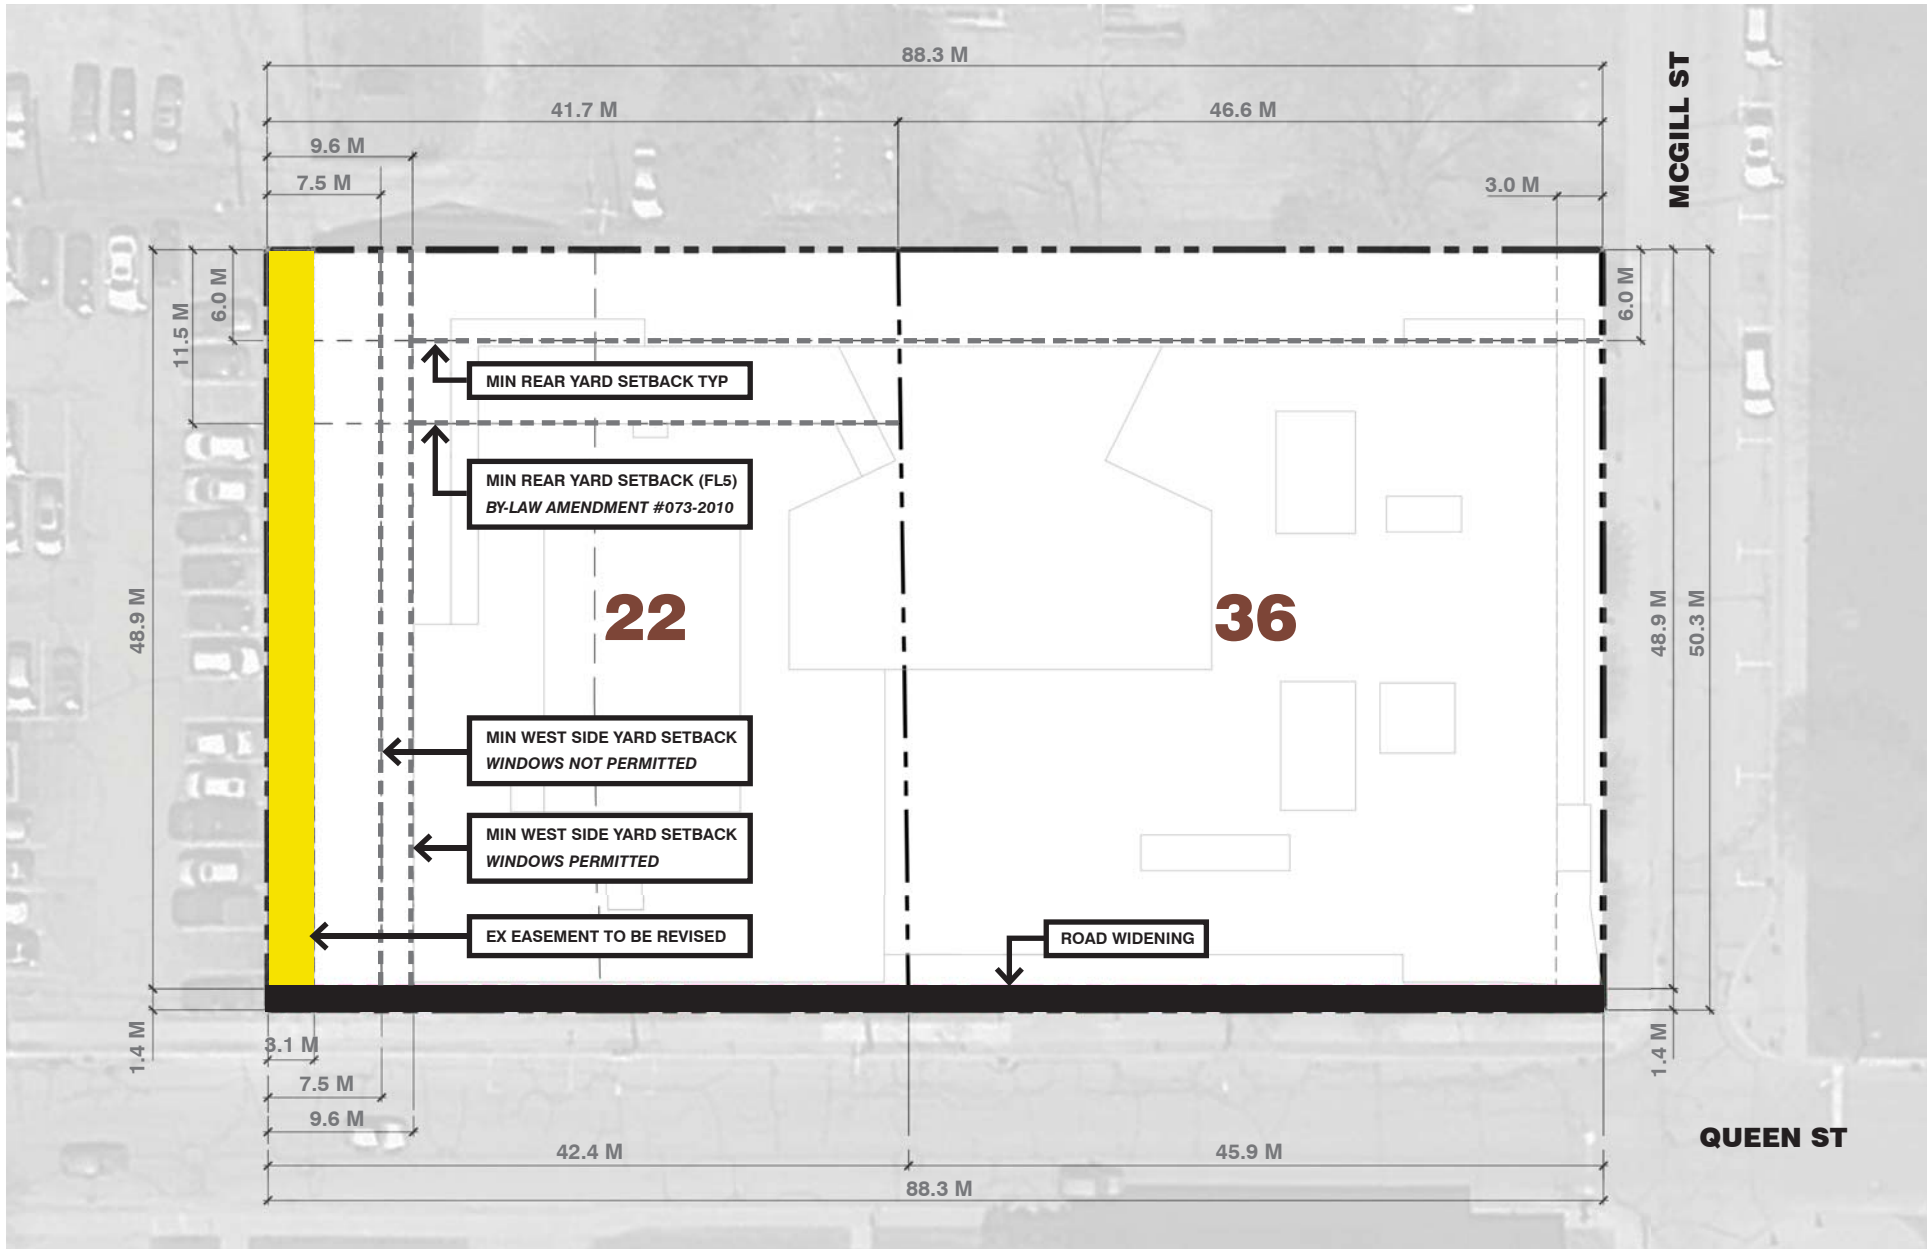 88.3 M
41.7 M
46.6 M
9.6 M
7.5 M
3.0 M
MCGILL ST
6.0 M
11.5 M
6.0 M
MIN REAR YARD SETBACK TYP
MIN REAR YARD SETBACK (FL5)
BY-LAW AMENDMENT #073-2010
22
36
48.9 M
48.9 M
50.3 M
MIN WEST SIDE YARD SETBACK
WINDOWS NOT PERMITTED
MIN WEST SIDE YARD SETBACK
WINDOWS PERMITTED
EX EASEMENT TO BE REVISED
ROAD WIDENING
1.4 M
3.1 M
1.4 M
7.5 M
9.6 M
QUEEN ST
42.4 M
45.9 M
88.3 M